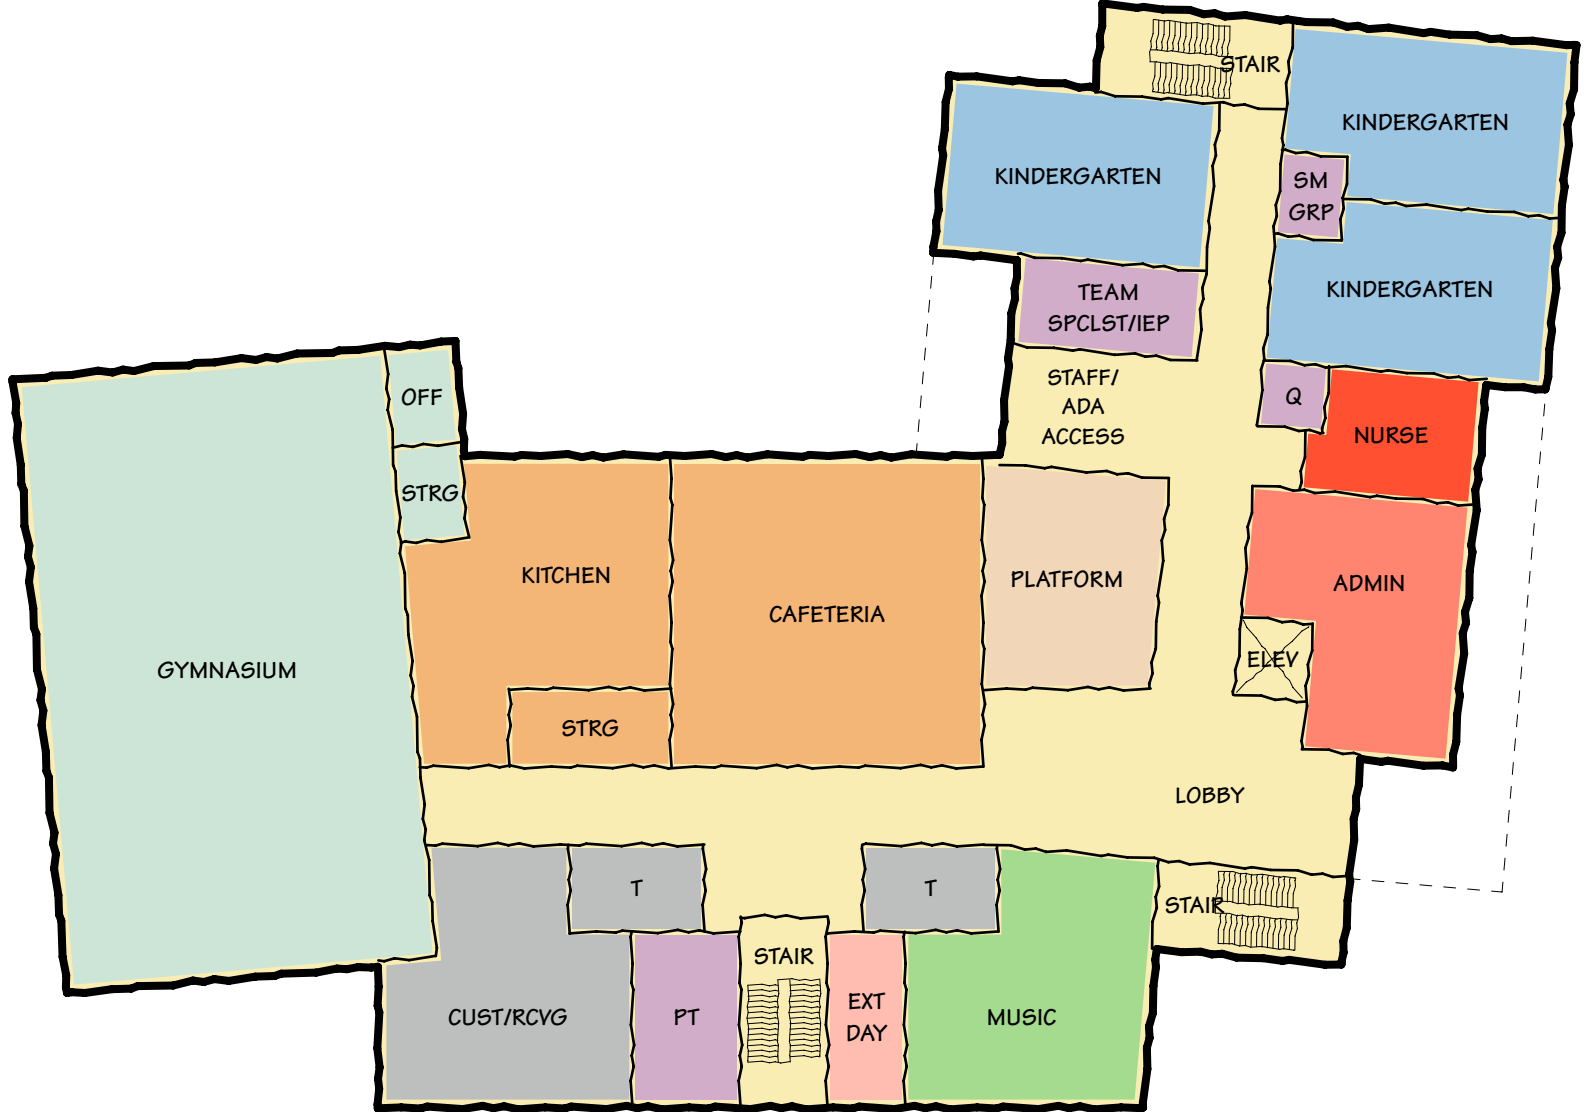 STAIR
KINDERGARTEN
KINDERGARTEN
SM
GRP
KINDERGARTEN
TEAM
SPCLST/IEP
STAFF/
ADA
ACCESS
Q
NURSE
OFF
STRG
KITCHEN
CAFETERIA
PLATFORM
ADMIN
ELEV
GYMNASIUM
STRG
LOBBY
T
T
STAIR
STAIR
CUST/RCVG
PT
EXT
DAY
MUSIC